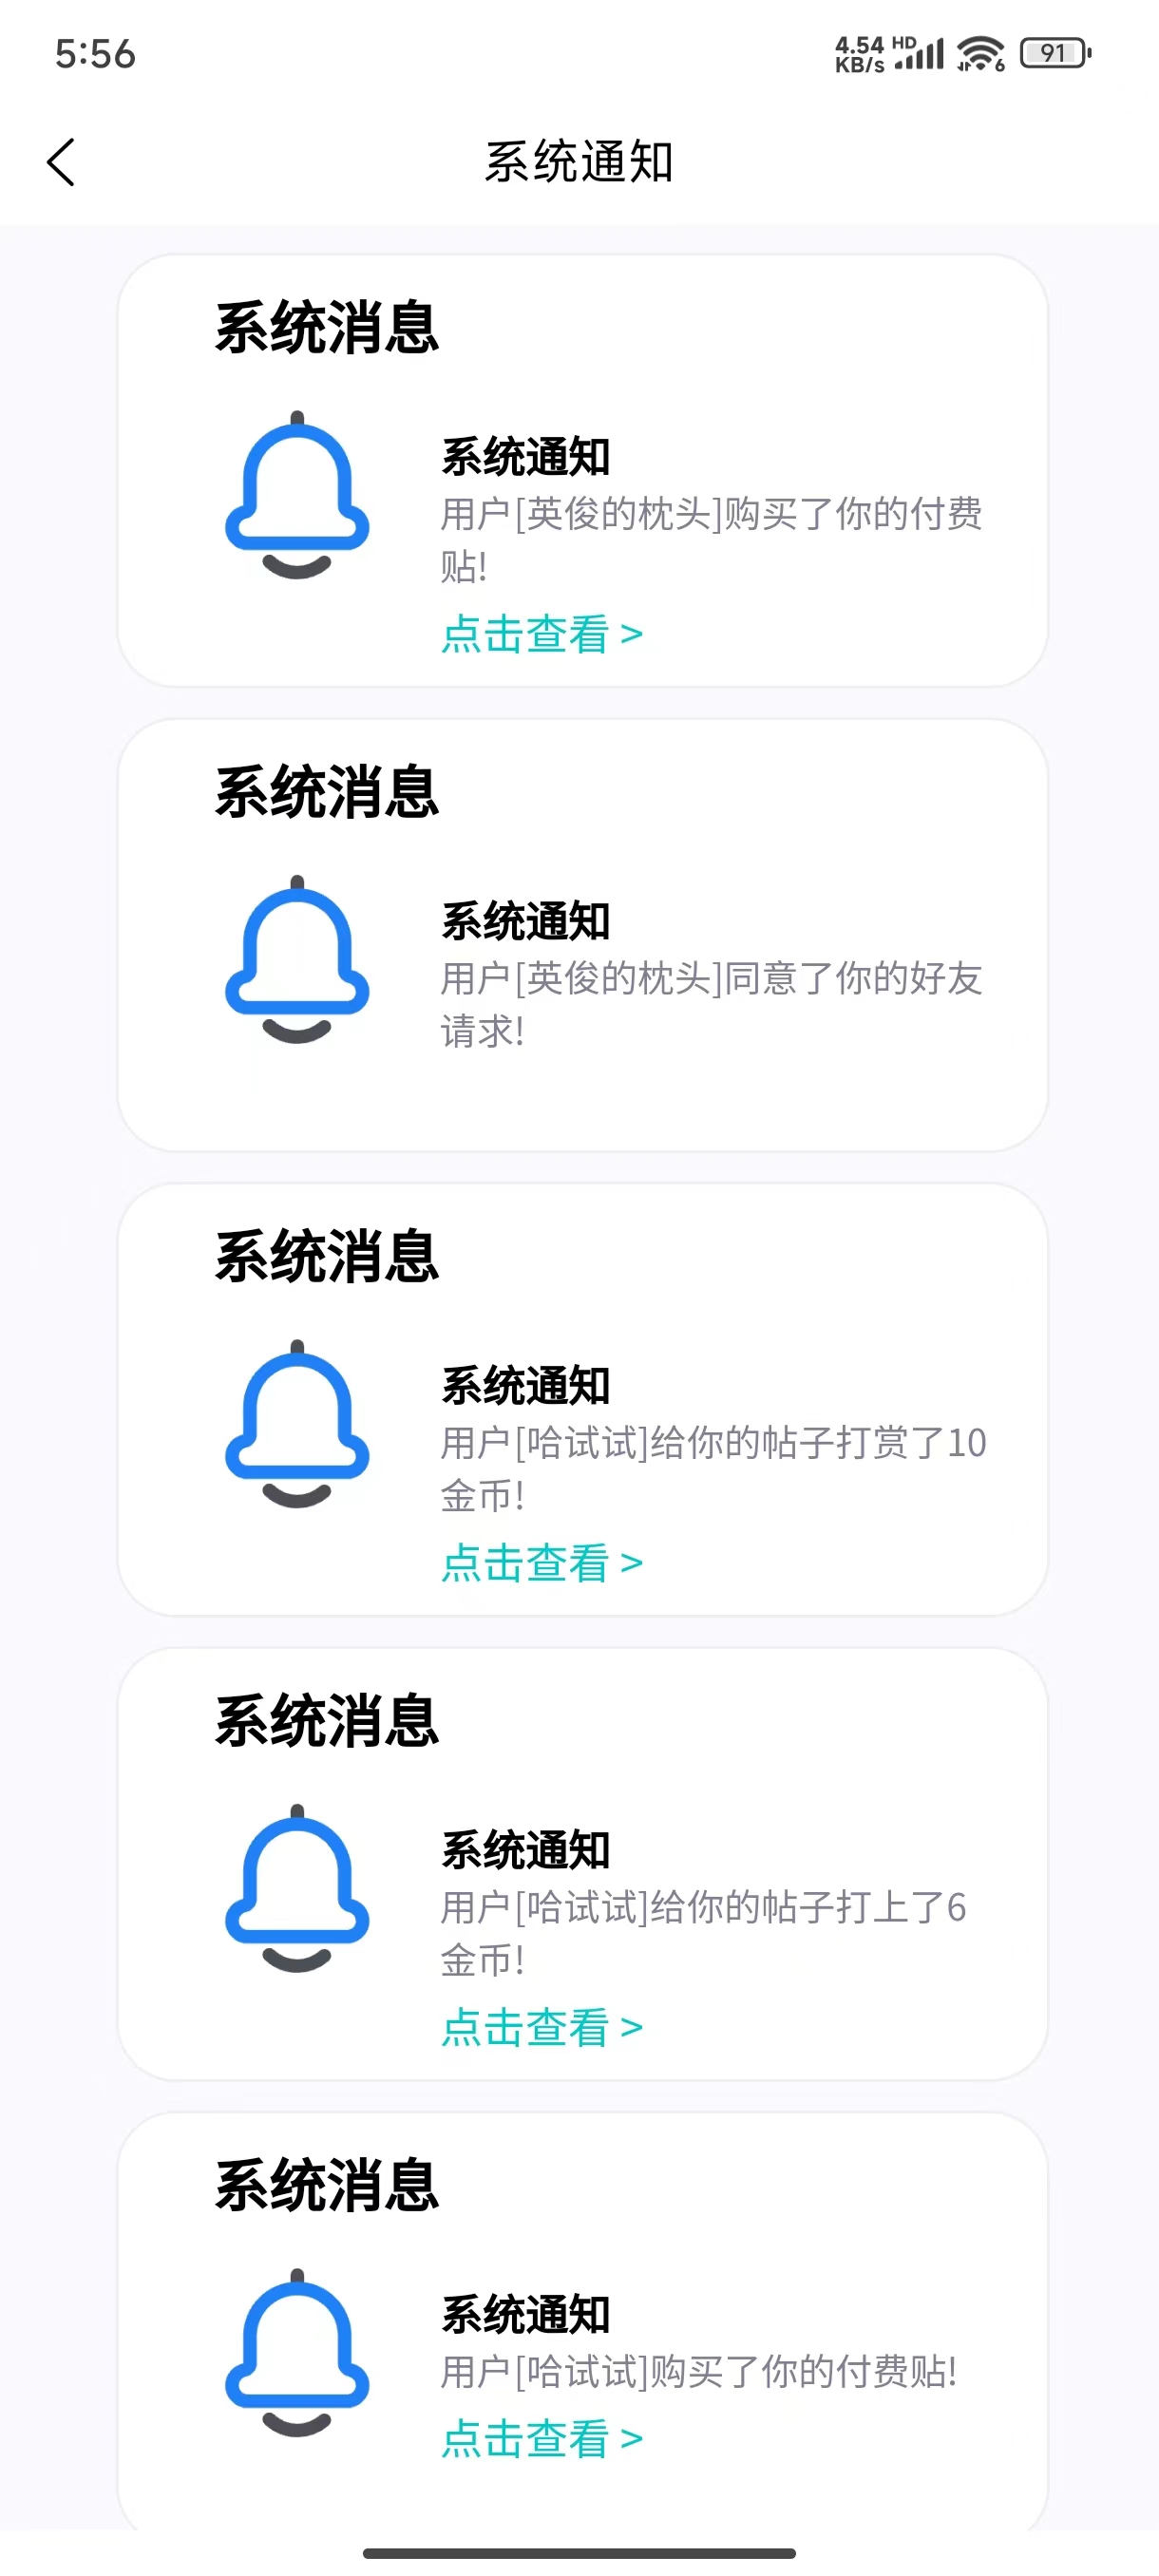 5:56
4.54 KB/s HD 6 91
系统通知
系统消息
系统通知
用户[英俊的枕头]购买了你的付费
贴!
点击查看 >
系统消息
系统通知
用户[英俊的枕头]同意了你的好友
请求!
系统消息
系统通知
用户[哈试试]给你的帖子打赏了10
金币!
点击查看 >
系统消息
系统通知
用户[哈试试]给你的帖子打上了6
金币!
点击查看 >
系统消息
系统通知
用户[哈试试]购买了你的付费贴!
点击查看 >